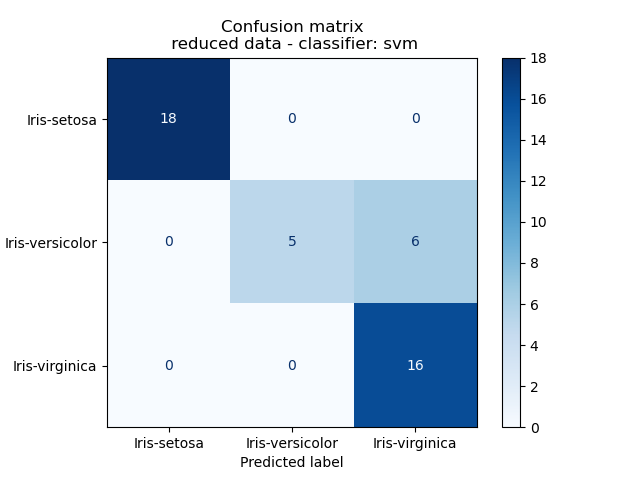 Confusion matrix
reduced data - classifier: svm
Iris-setosa 18 0 0
Iris-versicolor 0 5 6
Iris-virginica 0 0 16
Iris-setosa Iris-versicolor Iris-virginica
Predicted label
18
16
14
12
10
8
6
4
2
0